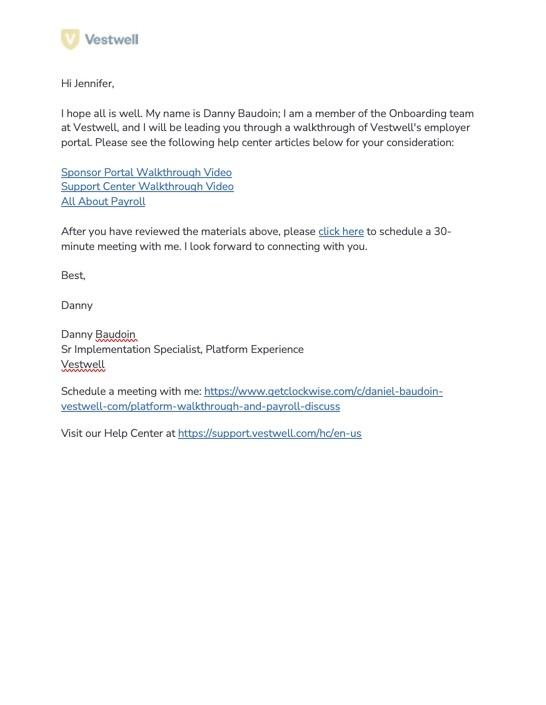 Vestwell
Hi Jennifer,
I hope all is well. My name is Danny Baudoin; I am a member of the Onboarding team
at Vestwell, and I will be leading you through a walkthrough of Vestwell's employer
portal. Please see the following help center articles below for your consideration:
Sponsor Portal Walkthrough Video
Support Center Walkthrough Video
All About Payroll
After you have reviewed the materials above, please click here to schedule a 30-
minute meeting with me. I look forward to connecting with you.
Best,
Danny
Danny Baudoin
Sr Implementation Specialist, Platform Experience
Vestwell
Schedule a meeting with me: https://www.getclockwise.com/c/daniel-baudoin-
vestwell-com/platform-walkthrough-and-payroll-discuss
Visit our Help Center at https://support.vestwell.com/hc/en-us